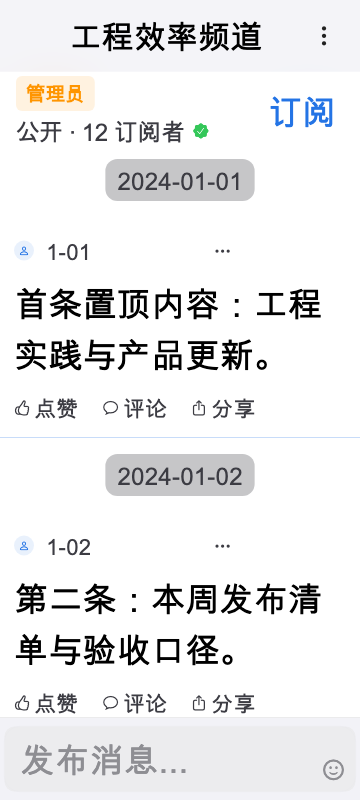 工程效率频道
管理员
公开 · 12 订阅者
订阅
2024-01-01
1-01
首条置顶内容：工程
实践与产品更新。
点赞 评论 分享
2024-01-02
1-02
第二条：本周发布清
单与验收口径。
点赞 评论 分享
发布消息...